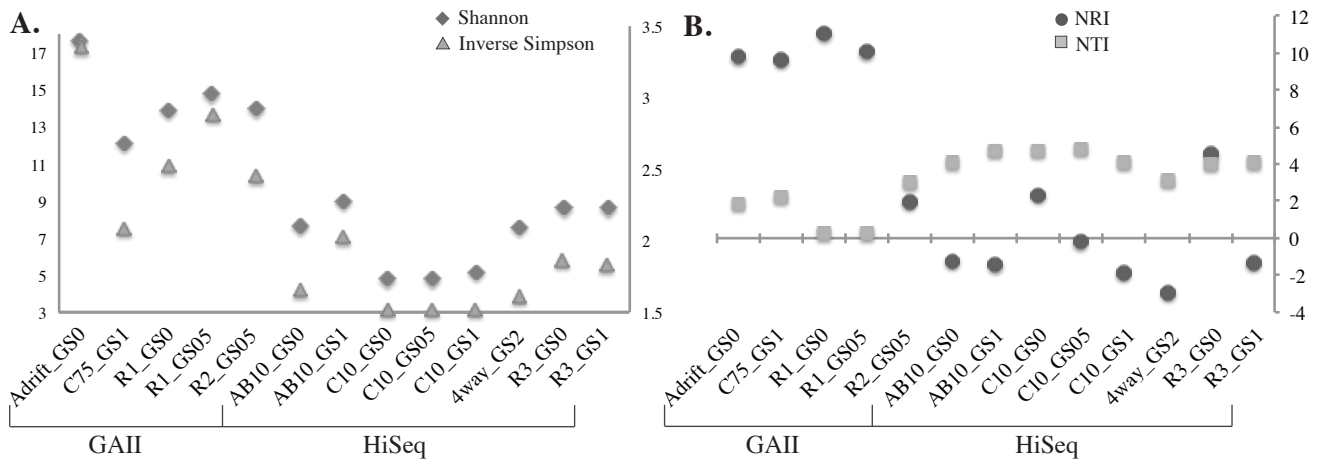 A.
Shannon
Inverse Simpson
17
15
13
11
9
7
5
3
3.5
3
2.5
2
1.5
Adrift_GS0
C75_GS1
R1_GS0
R1_GS05
R2_GS05
AB10_GS0
AB10_GS1
C10_GS0
C10_GS05
C10_GS1
4way_GS2
R3_GS0
R3_GS1
GAII
HiSeq
B.
NRI
NTI
12
10
8
6
4
2
0
-2
-4
Adrift_GS0
C75_GS1
R1_GS0
R1_GS05
R2_GS05
AB10_GS0
AB10_GS1
C10_GS0
C10_GS05
C10_GS1
4way_GS2
R3_GS0
R3_GS1
GAII
HiSeq